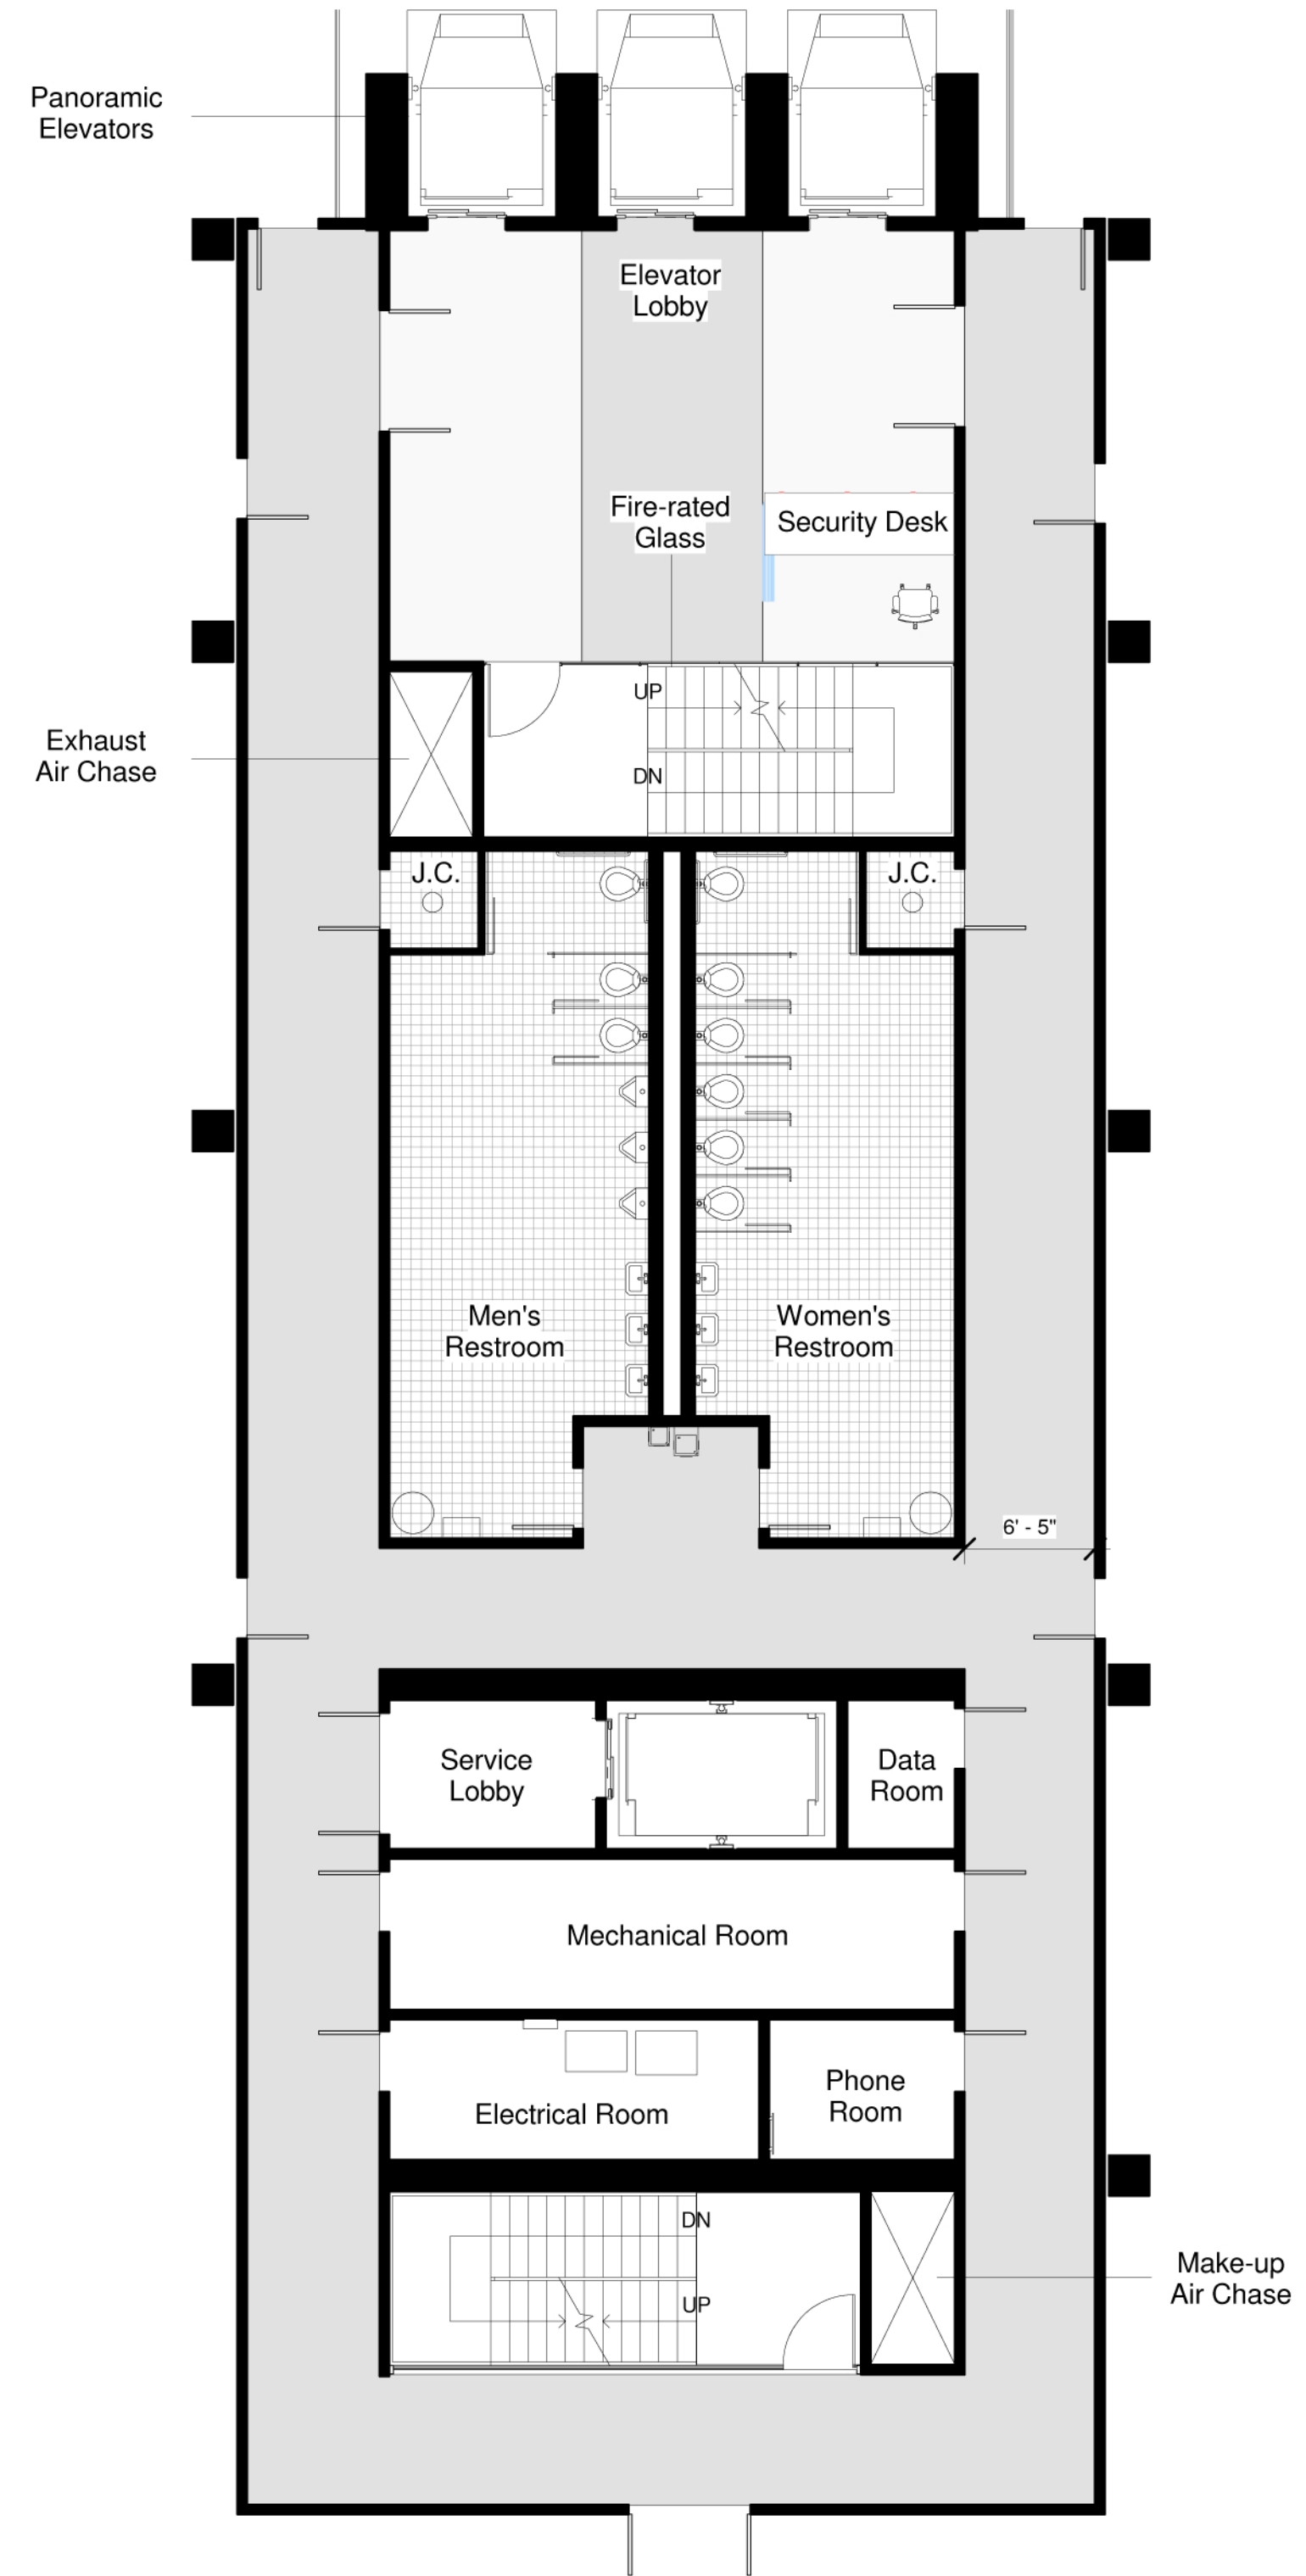 Panoramic
Elevators
Elevator
Lobby
Fire-rated
Glass
Security Desk
UP
Exhaust
Air Chase
DN
J.C.
J.C.
Men's
Restroom
Women's
Restroom
6' - 5"
Service
Lobby
Data
Room
Mechanical Room
Phone
Room
Electrical Room
DN
Make-up
Air Chase
UP